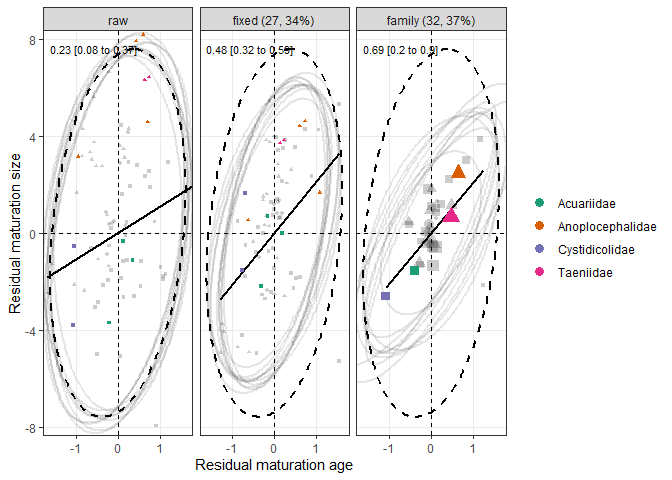 raw
fixed (27, 34%)
family (32, 37%)
0.23 [0.08 to 0.37]
0.48 [0.32 to 0.59]
0.69 [0.2 to 0.9]
8
4
0
-4
-8
Residual maturation size
-1 0 1
-1 0 1
-1 0 1
Residual maturation age
Acuariidae
Anoplocephalidae
Cystidicolidae
Taeniidae